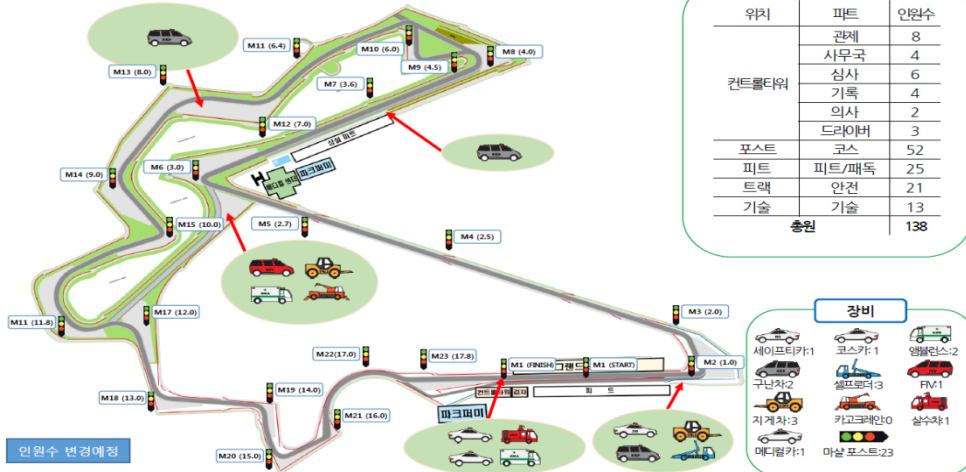 위치 파트 인원수
컨트롤타워
관제 8
사무국 4
심사 6
기록 4
의사 2
드라이버 3
포스트 코스 52
피트 피트/패독 25
트랙 안전 21
기술 기술 13
총원 138
M11 (6.4)
M10 (6.0)
M8 (4.0)
M9 (4.5)
M13 (8.0)
M7 (3.6)
M12 (7.0)
상설 피트
M6 (3.0)
메디컬 센터
파크퍼미
M14 (9.0)
M5 (2.7)
M15 (10.0)
M4 (2.5)
M11 (11.8)
M17 (12.0)
M3 (2.0)
M22(17.0)
M23 (17.8)
M1 (FINISH)
그랜드
M1 (START)
M2 (1.0)
M18 (13.0)
M19 (14.0)
컨트롤타워
검차
피 트
M21 (16.0)
파크퍼미
M20 (15.0)
인원수 변경예정
장비
세이프티카:1
코스카: 1
앰뷸런스:2
구난차:2
셀프로더:3
FIV:1
지게차:3
카고크레인:0
살수차:1
메디컬카:1
마샬 포스트:23